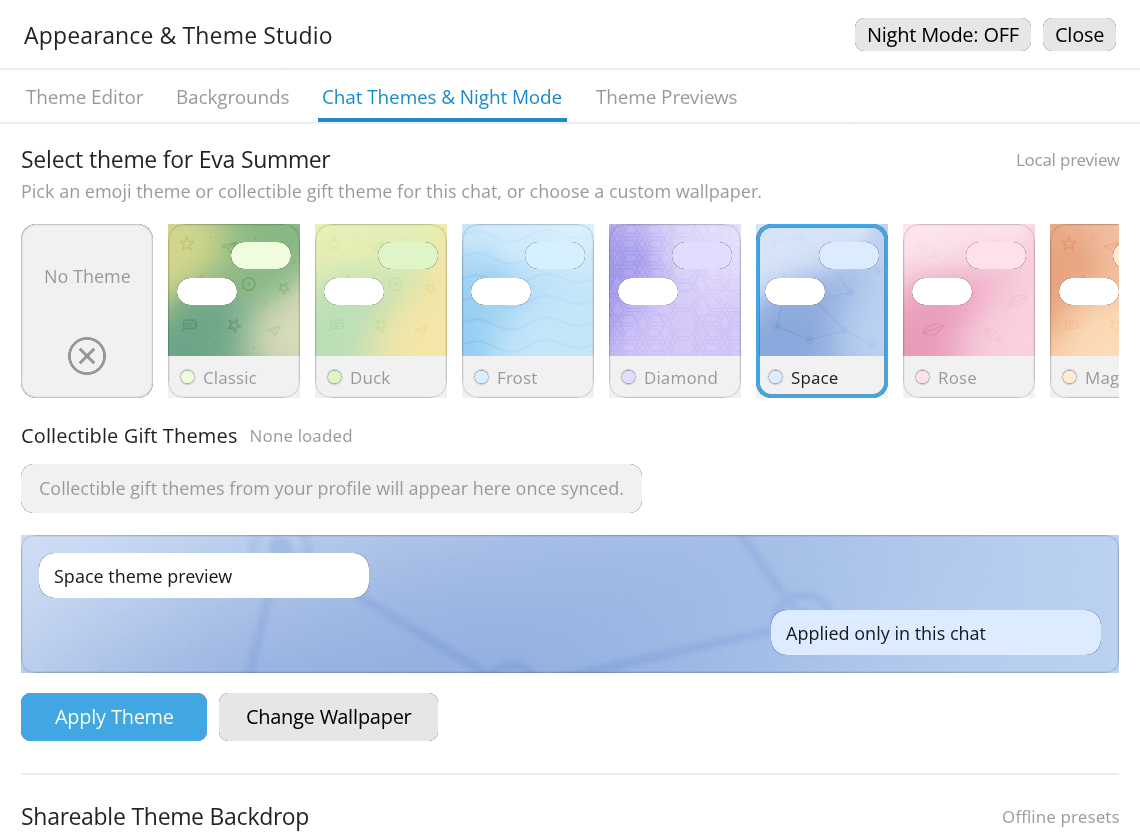 Appearance & Theme Studio
Night Mode: OFF
Close
Theme Editor
Backgrounds
Chat Themes & Night Mode
Theme Previews
Select theme for Eva Summer
Local preview
Pick an emoji theme or collectible gift theme for this chat, or choose a custom wallpaper.
No Theme
Classic
Duck
Frost
Diamond
Space
Rose
Mag
Collectible Gift Themes
None loaded
Collectible gift themes from your profile will appear here once synced.
Space theme preview
Applied only in this chat
Apply Theme
Change Wallpaper
Shareable Theme Backdrop
Offline presets